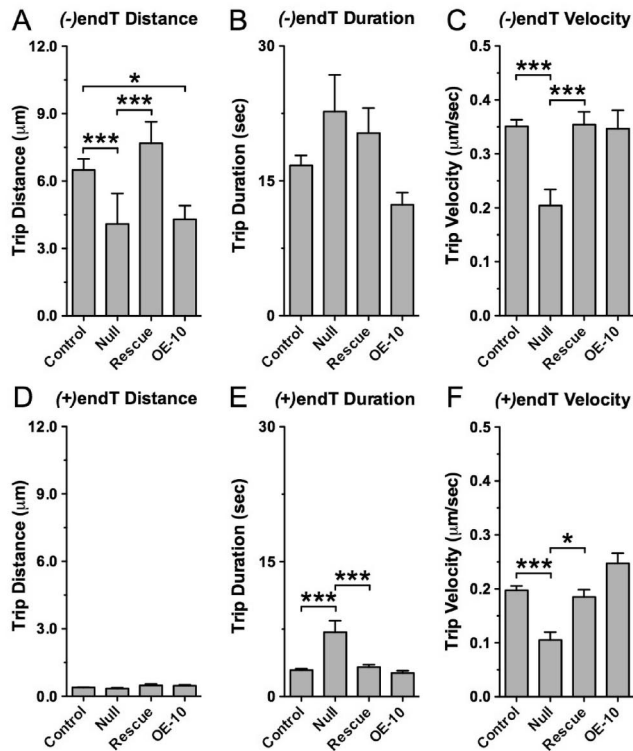 A (-)endT Distance
Trip Distance (μm)
12.0
9.0
6.0
3.0
0.0
*
***
***
Control
Null
Rescue
OE-10
B (-)endT Duration
Trip Duration (sec)
30
15
0
Control
Null
Rescue
OE-10
C (-)endT Velocity
Trip Velocity (μm/sec)
0.5
0.4
0.3
0.2
0.1
0.0
*** ***
Control
Null
Rescue
OE-10
D (+)endT Distance
Trip Distance (μm)
12.0
9.0
6.0
3.0
0.0
Control
Null
Rescue
OE-10
E (+)endT Duration
Trip Duration (sec)
30
15
0
***
***
Control
Null
Rescue
OE-10
F (+)endT Velocity
Trip Velocity (μm/sec)
0.5
0.4
0.3
0.2
0.1
0.0
*
***
Control
Null
Rescue
OE-10